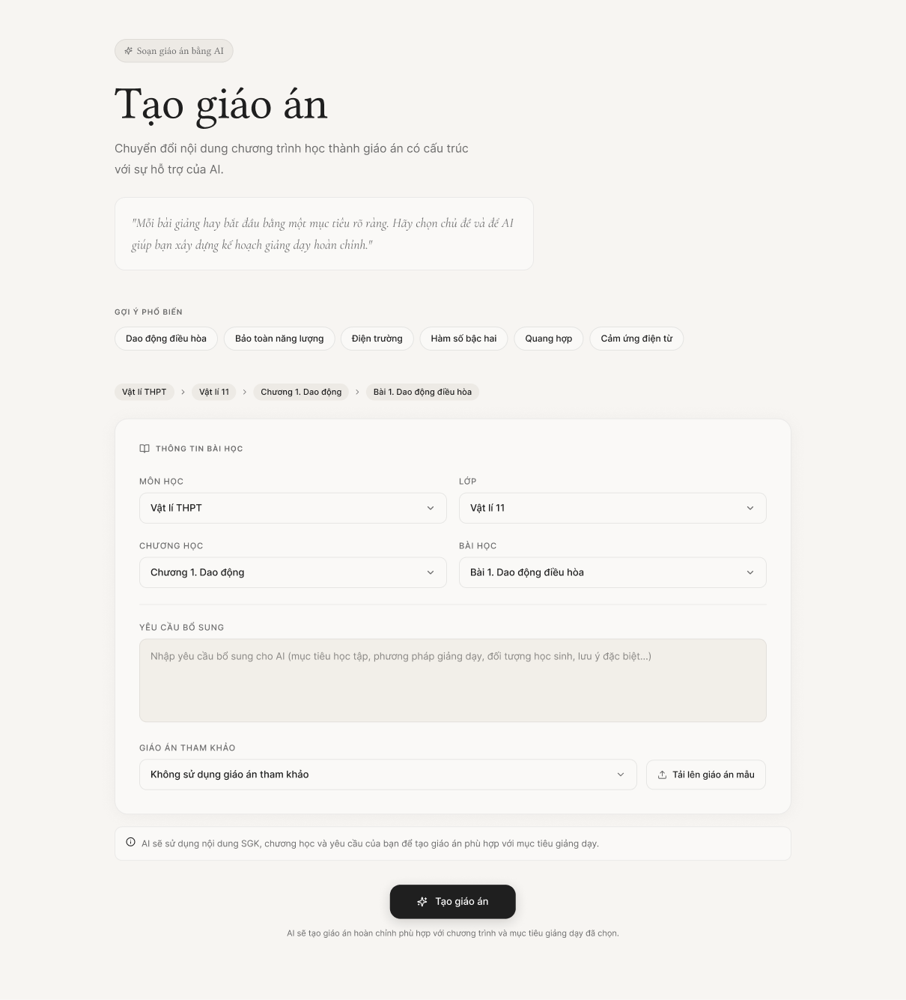 Soạn giáo án bằng AI
Tạo giáo án
Chuyển đổi nội dung chương trình học thành giáo án có cấu trúc
với sự hỗ trợ của AI.
"Mỗi bài giảng hay bắt đầu bằng một mục tiêu rõ ràng. Hãy chọn chủ đề và để AI
giúp bạn xây dựng kế hoạch giảng dạy hoàn chỉnh."
GỢI Ý PHỔ BIẾN
Dao động điều hòa Bảo toàn năng lượng Điện trường Hàm số bậc hai Quang hợp Cảm ứng điện từ
Vật lí THPT > Vật lí 11 > Chương 1. Dao động > Bài 1. Dao động điều hòa
THÔNG TIN BÀI HỌC
MÔN HỌC LỚP
Vật lí THPT Vật lí 11
CHƯƠNG HỌC BÀI HỌC
Chương 1. Dao động Bài 1. Dao động điều hòa
YÊU CẦU BỔ SUNG
Nhập yêu cầu bổ sung cho AI (mục tiêu học tập, phương pháp giảng dạy, đối tượng học sinh, lưu ý đặc biệt...)
GIÁO ÁN THAM KHẢO
Không sử dụng giáo án tham khảo Tải lên giáo án mẫu
AI sẽ sử dụng nội dung SGK, chương học và yêu cầu của bạn để tạo giáo án phù hợp với mục tiêu giảng dạy.
Tạo giáo án
AI sẽ tạo giáo án hoàn chỉnh phù hợp với chương trình và mục tiêu giảng dạy đã chọn.